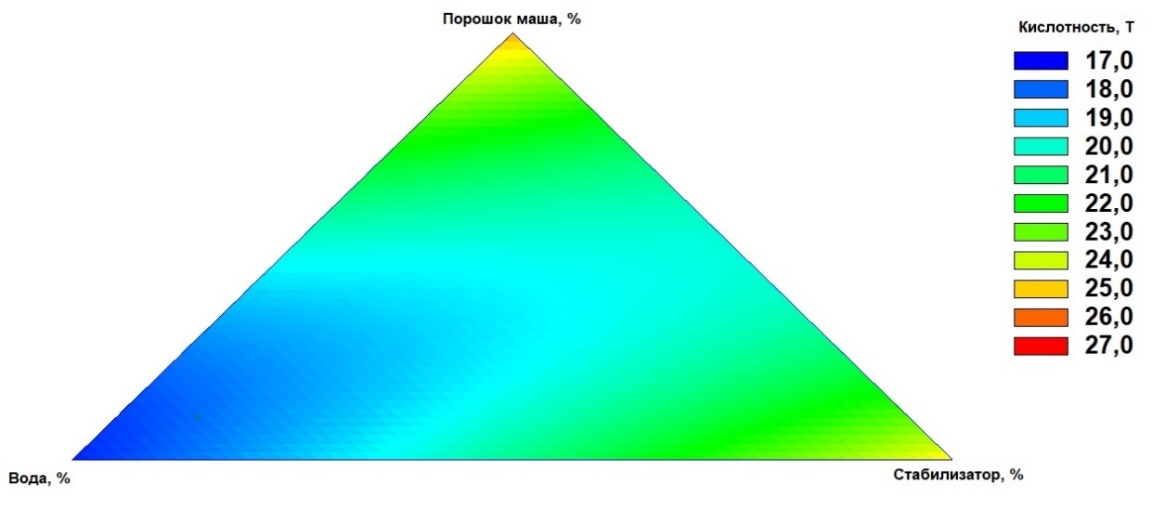 Порошок маша, %
Кислотность, Т
17,0
18,0
19,0
20,0
21,0
22,0
23,0
24,0
25,0
26,0
27,0
Вода, %
Стабилизатор, %